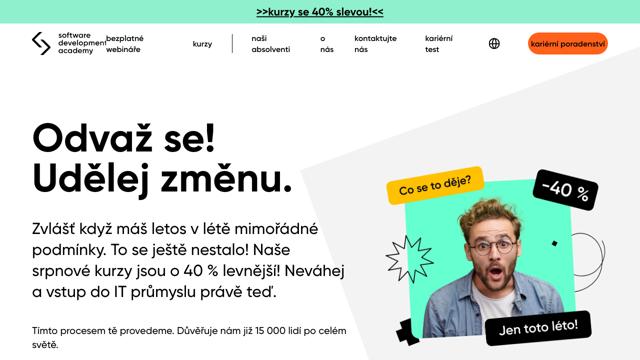 >>kurzy se 40% slevou!<<
software
development
academy
bezplatné
webináře
kurzy
naši
absolventi
o
nás
kontaktujte
nás
kariérní
test
kariérní poradenství
Odvaž se!
Udělej změnu.
Zvlášť když máš letos v létě mimořádné
podmínky. To se ještě nestalo! Naše
srpnové kurzy jsou o 40 % levnější! Neváhej
a vstup do IT průmyslu právě teď.
Tímto procesem tě provedeme. Důvěřuje nám již 15 000 lidí po celém
světě.
Co se to děje?
-40 %
Jen toto léto!